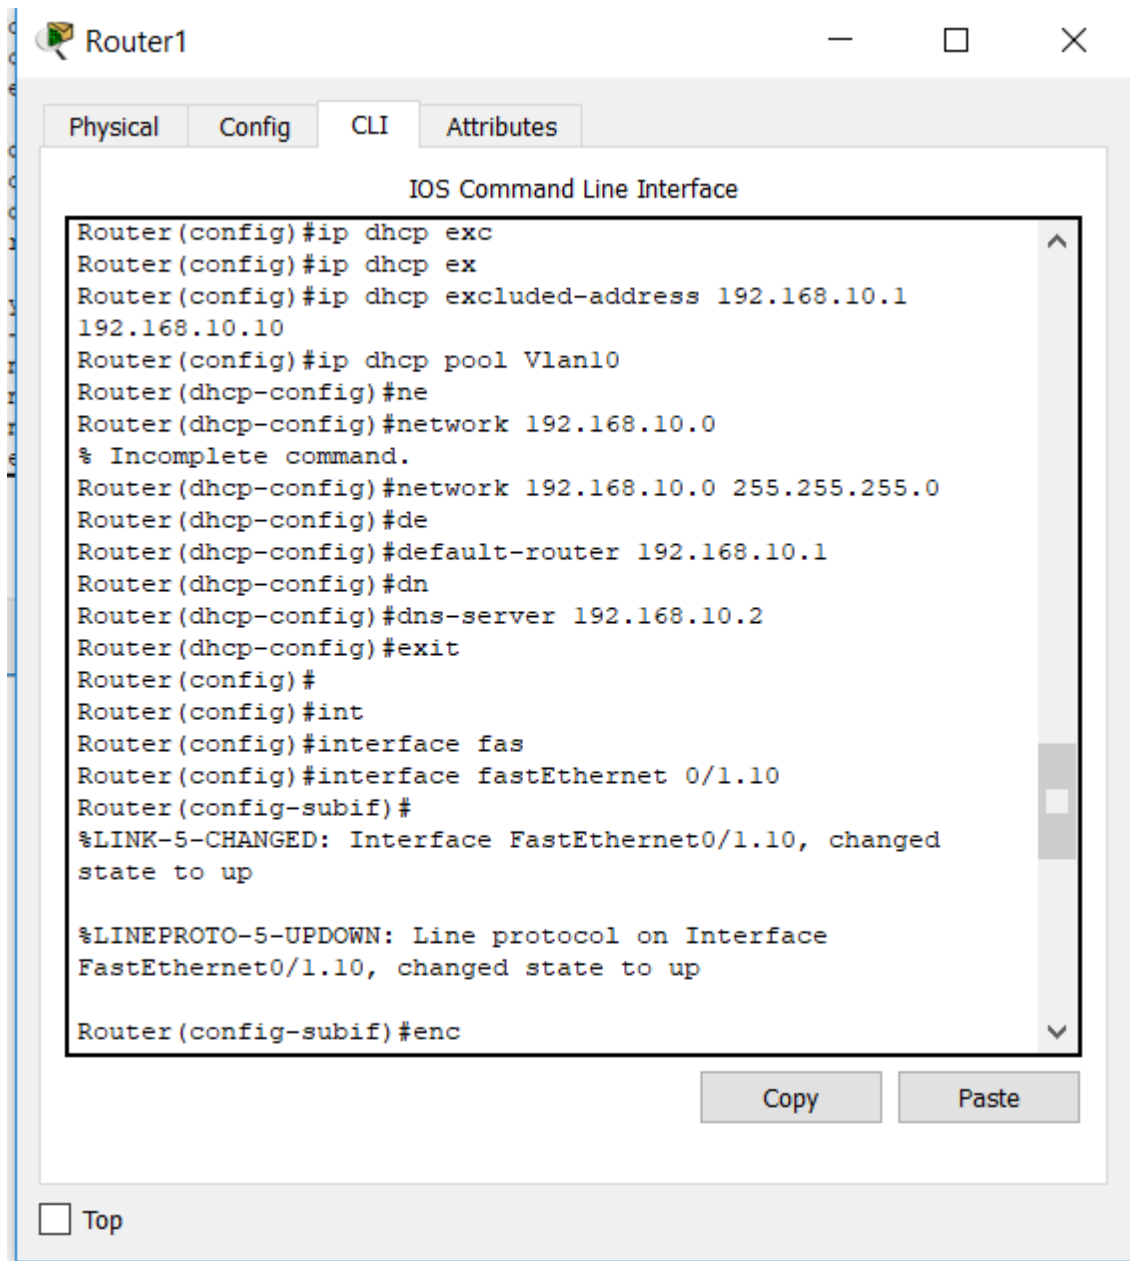 Router1
Physical Config CLI Attributes
IOS Command Line Interface
Router(config)#ip dhcp exc
Router(config)#ip dhcp ex
Router(config)#ip dhcp excluded-address 192.168.10.1
192.168.10.10
Router(config)#ip dhcp pool Vlan10
Router(dhcp-config)#ne
Router(dhcp-config)#network 192.168.10.0
% Incomplete command.
Router(dhcp-config)#network 192.168.10.0 255.255.255.0
Router(dhcp-config)#de
Router(dhcp-config)#default-router 192.168.10.1
Router(dhcp-config)#dn
Router(dhcp-config)#dns-server 192.168.10.2
Router(dhcp-config)#exit
Router(config)#
Router(config)#int
Router(config)#interface fas
Router(config)#interface fastEthernet 0/1.10
Router(config-subif)#
%LINK-5-CHANGED: Interface FastEthernet0/1.10, changed
state to up
%LINEPROTO-5-UPDOWN: Line protocol on Interface
FastEthernet0/1.10, changed state to up
Router(config-subif)#enc
Copy Paste
Top